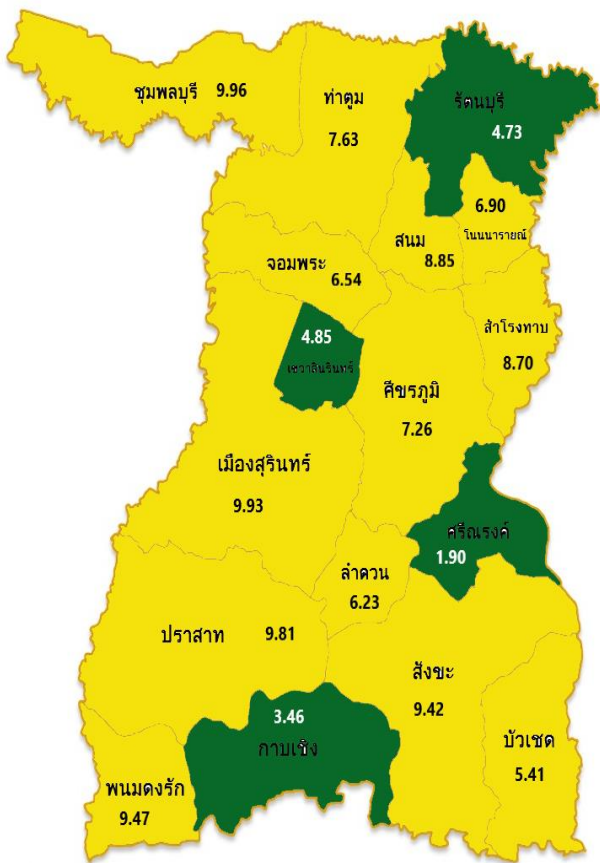 ชุมพลบุรี 9.96
ท่าตูม
7.63
รัตนบุรี
4.73
6.90
โนนนารายณ์
สนม
8.85
จอมพระ
6.54
สำโรงทาบ
8.70
4.85
เขวาสินรินทร์
ศีขรภูมิ
7.26
เมืองสุรินทร์
9.93
ศรีณรงค์
1.90
ลำดวน
6.23
ปราสาท 9.81
สังขะ
9.42
3.46
กาบเชิง
บัวเชด
5.41
พนมดงรัก
9.47